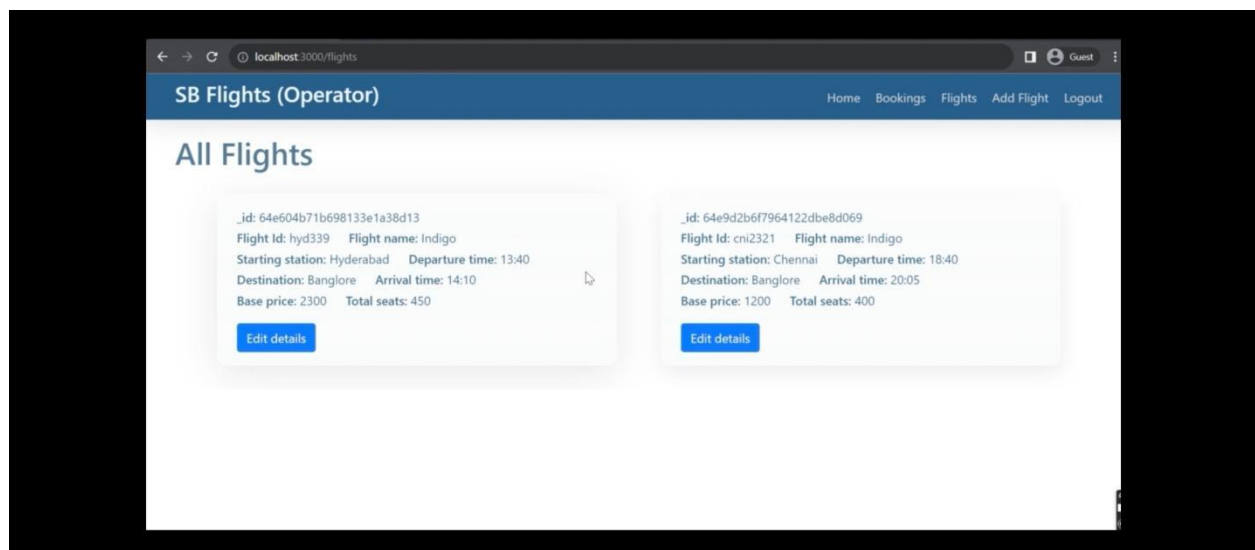 localhost:3000/flights
Guest
SB Flights (Operator)
Home Bookings Flights Add Flight Logout
All Flights
_id: 64e604b71b698133e1a38d13
Flight Id: hyd339 Flight name: Indigo
Starting station: Hyderabad Departure time: 13:40
Destination: Banglore Arrival time: 14:10
Base price: 2300 Total seats: 450
Edit details
_id: 64e9d2b6f7964122dbe8d069
Flight Id: cni2321 Flight name: Indigo
Starting station: Chennai Departure time: 18:40
Destination: Banglore Arrival time: 20:05
Base price: 1200 Total seats: 400
Edit details